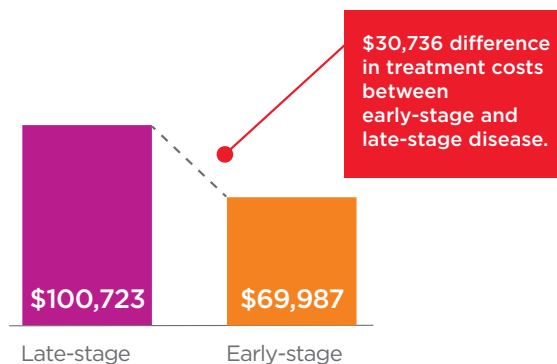 $30,736 difference
in treatment costs
between
early-stage and
late-stage disease.
$100,723
$69,987
Late-stage
Early-stage